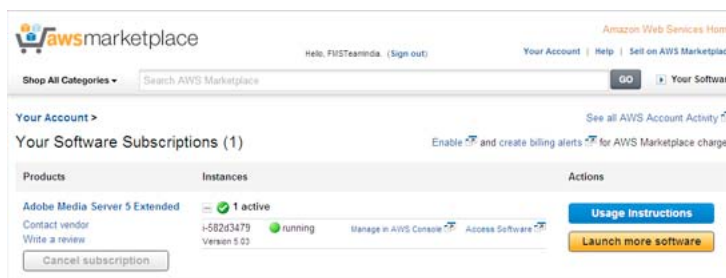 awsmarketplace
Amazon Web Services Hom
Hello, FMSTeamIndia. (Sign out)
Your Account | Help | Sell on AWS Marketplac
Shop All Categories
Search AWS Marketplace
GO
Your Softwar
Your Account >
See all AWS Account Activity
Your Software Subscriptions (1)
Enable and create billing alerts for AWS Marketplace charge
Products Instances Actions
Adobe Media Server 5 Extended
1 active
Usage Instructions
Contact vendor
i-582d3479 running Manage in AWS Console Access Software
Write a review
Version 5.03
Launch more software
Cancel subscription